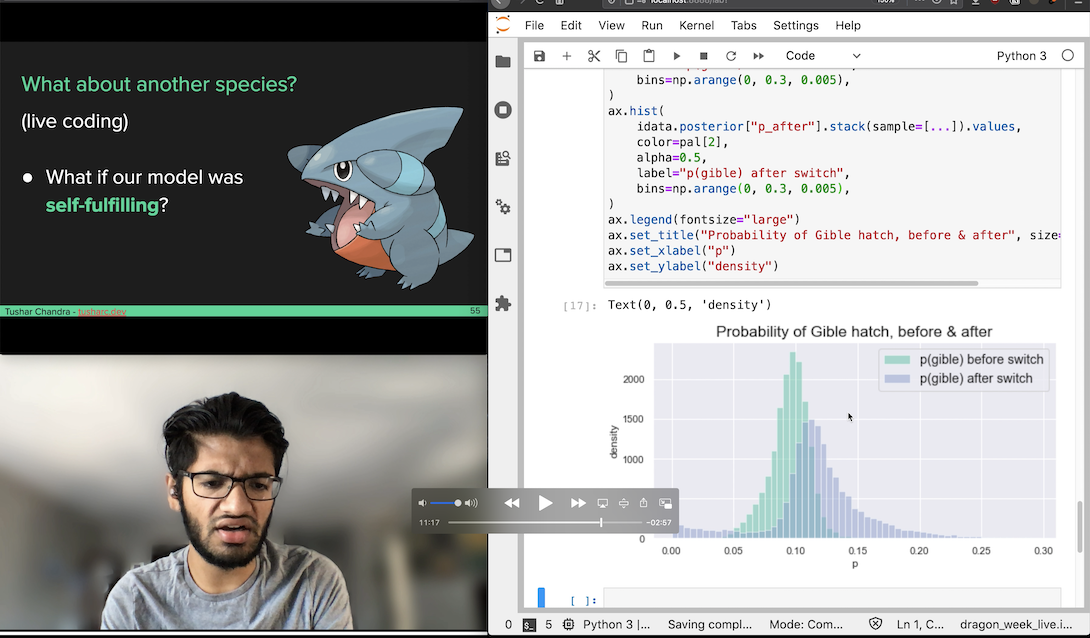 What about another species?
(live coding)
● What if our model was
self-fulfilling?
Tushar Chandra - tusharc.dev
55
File Edit View Run Kernel Tabs Settings Help
Code
Python 3
bins=np.arange(0, 0.3, 0.005),
)
ax.hist(
idata.posterior["p_after"].stack(sample=[...]).values,
color=pal[2],
alpha=0.5,
label="p(gible) after switch",
bins=np.arange(0, 0.3, 0.005),
)
ax.legend(fontsize="large")
ax.set_title("Probability of Gible hatch, before & after", size=
ax.set_xlabel("p")
ax.set_ylabel("density")
[17]: Text(0, 0.5, 'density')
Probability of Gible hatch, before & after
p(gible) before switch
p(gible) after switch
2000
1500
1000
0
density
0.00 0.05 0.10 0.15 0.20 0.25 0.30
p
11:17
-02:57
[ ]:
0 $_ 5 Python 3 |... Saving compl... Mode: Com... Ln 1, C... dragon_week_live.i...